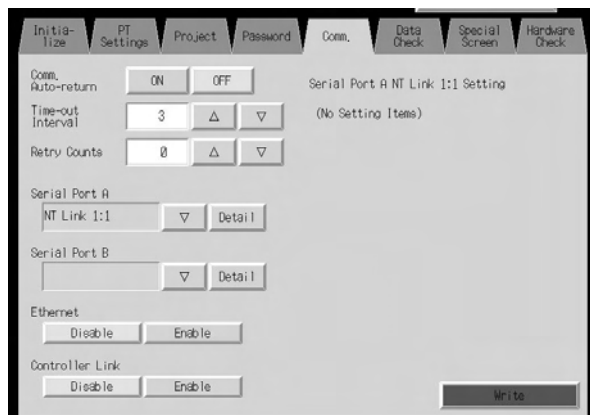 Initia-
lize
PT
Settings
Project
Password
Comm.
Data
Check
Special
Screen
Hardware
Check
Comm.
Auto-return
ON
OFF
Serial Port A NT Link 1:1 Setting
Time-out
Interval
3
(No Setting Items)
Retry Counts
0
Serial Port A
NT Link 1:1
Detail
Serial Port B
Detail
Ethernet
Disable
Enable
Controller Link
Disable
Enable
Write